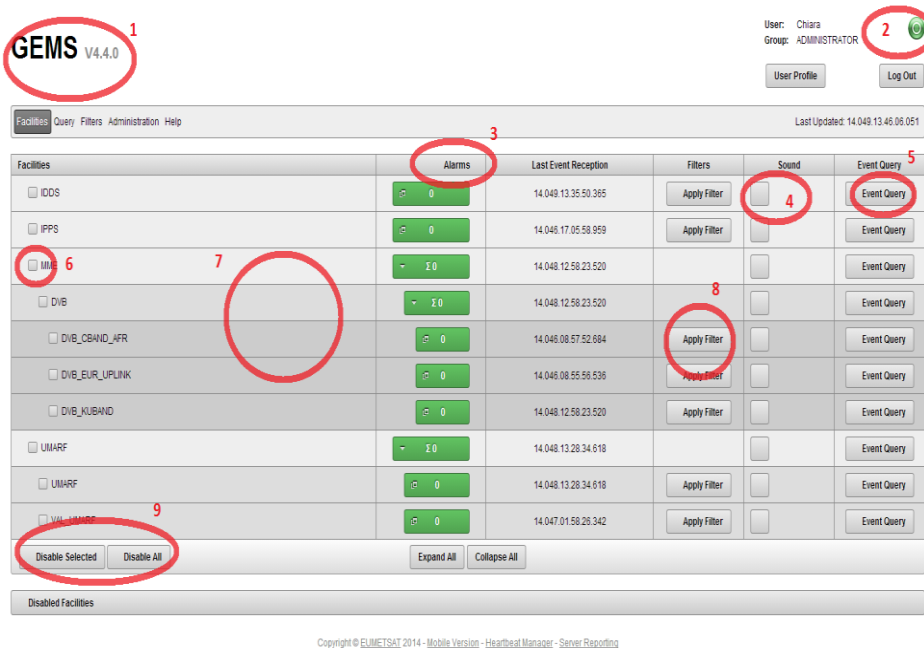 GEMS V4.4.0
1
User: Chiara
Group: ADMINISTRATOR
2
User Profile Log Out
Facilities Query Filters Administration Help
Last Updated: 14.049.13.46.06.051
3
Facilities Alarms Last Event Reception Filters Sound Event Query
5
IDDS 0 14.049.13.35.50.365 Apply Filter 4 Event Query
IPPS 0 14.046.17.05.58.959 Apply Filter Event Query
MME 6 7 Σ0 14.048.12.58.23.520 Event Query
8
DVB Σ0 14.048.12.58.23.520 Event Query
DVB_CBAND_AFR 0 14.046.08.57.52.684 Apply Filter Event Query
DVB_EUR_UPLINK 0 14.046.08.55.56.536 Apply Filter Event Query
DVB_KUBAND 0 14.048.12.58.23.520 Apply Filter Event Query
UMARF Σ0 14.048.13.28.34.618 Event Query
UMARF 0 14.048.13.28.34.618 Apply Filter Event Query
9
VAL_UMARF 0 14.047.01.58.26.342 Apply Filter Event Query
Disable Selected Disable All Expand All Collapse All
Disabled Facilities
Copyright © EUMETSAT 2014 - Mobile Version - Heartbeat Manager - Server Reporting